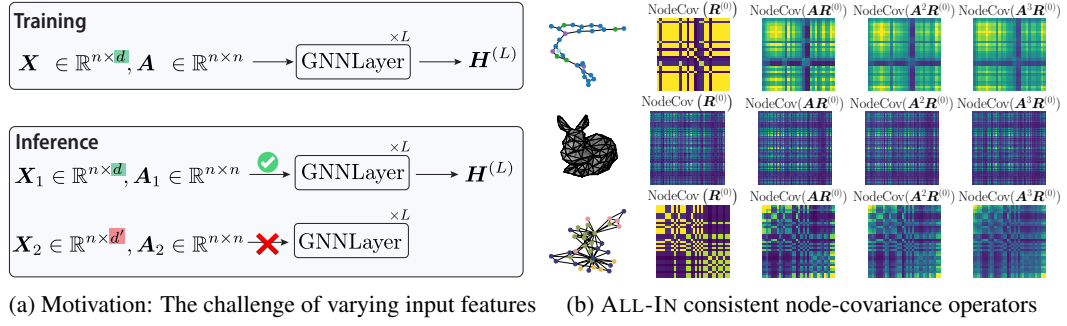 Training
×L
X ∈ ℝ^{n×d}, A ∈ ℝ^{n×n} → GNNLayer → H^{(L)}
Inference
×L
X_1 ∈ ℝ^{n×d}, A_1 ∈ ℝ^{n×n} → GNNLayer → H^{(L)}
×L
X_2 ∈ ℝ^{n×d′}, A_2 ∈ ℝ^{n×n} → GNNLayer
(a) Motivation: The challenge of varying input features
NodeCov(R^{(0)}) NodeCov(AR^{(0)}) NodeCov(A^2R^{(0)}) NodeCov(A^3R^{(0)})
NodeCov(R^{(0)}) NodeCov(AR^{(0)}) NodeCov(A^2R^{(0)}) NodeCov(A^3R^{(0)})
NodeCov(R^{(0)}) NodeCov(AR^{(0)}) NodeCov(A^2R^{(0)}) NodeCov(A^3R^{(0)})
(b) ALL-IN consistent node-covariance operators